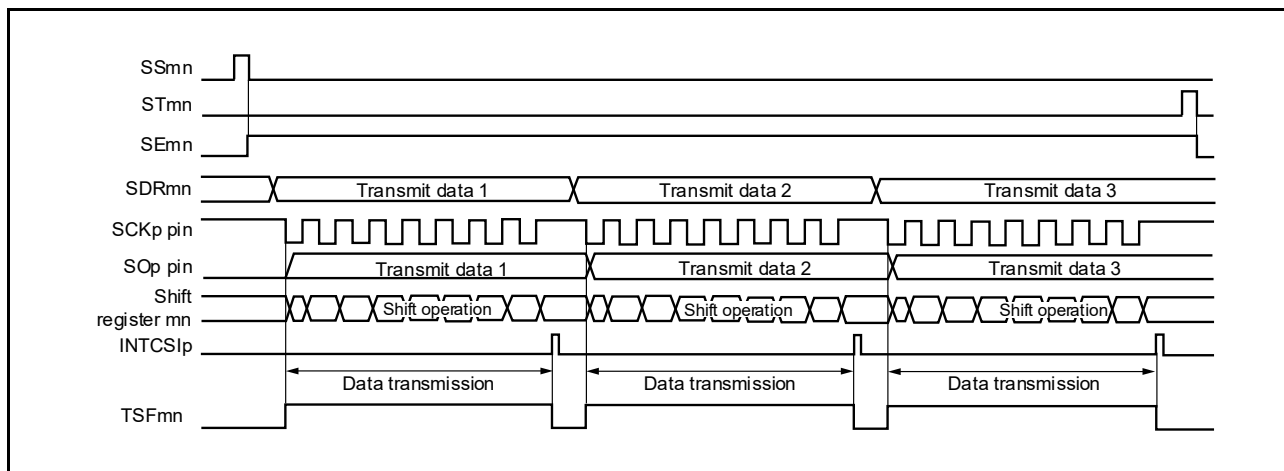 SSmn
STmn
SEmn
SDRmn Transmit data 1 Transmit data 2 Transmit data 3
SCKp pin
SOp pin Transmit data 1 Transmit data 2 Transmit data 3
Shift
register mn Shift operation Shift operation Shift operation
INTCSIp
Data transmission Data transmission Data transmission
TSFmn